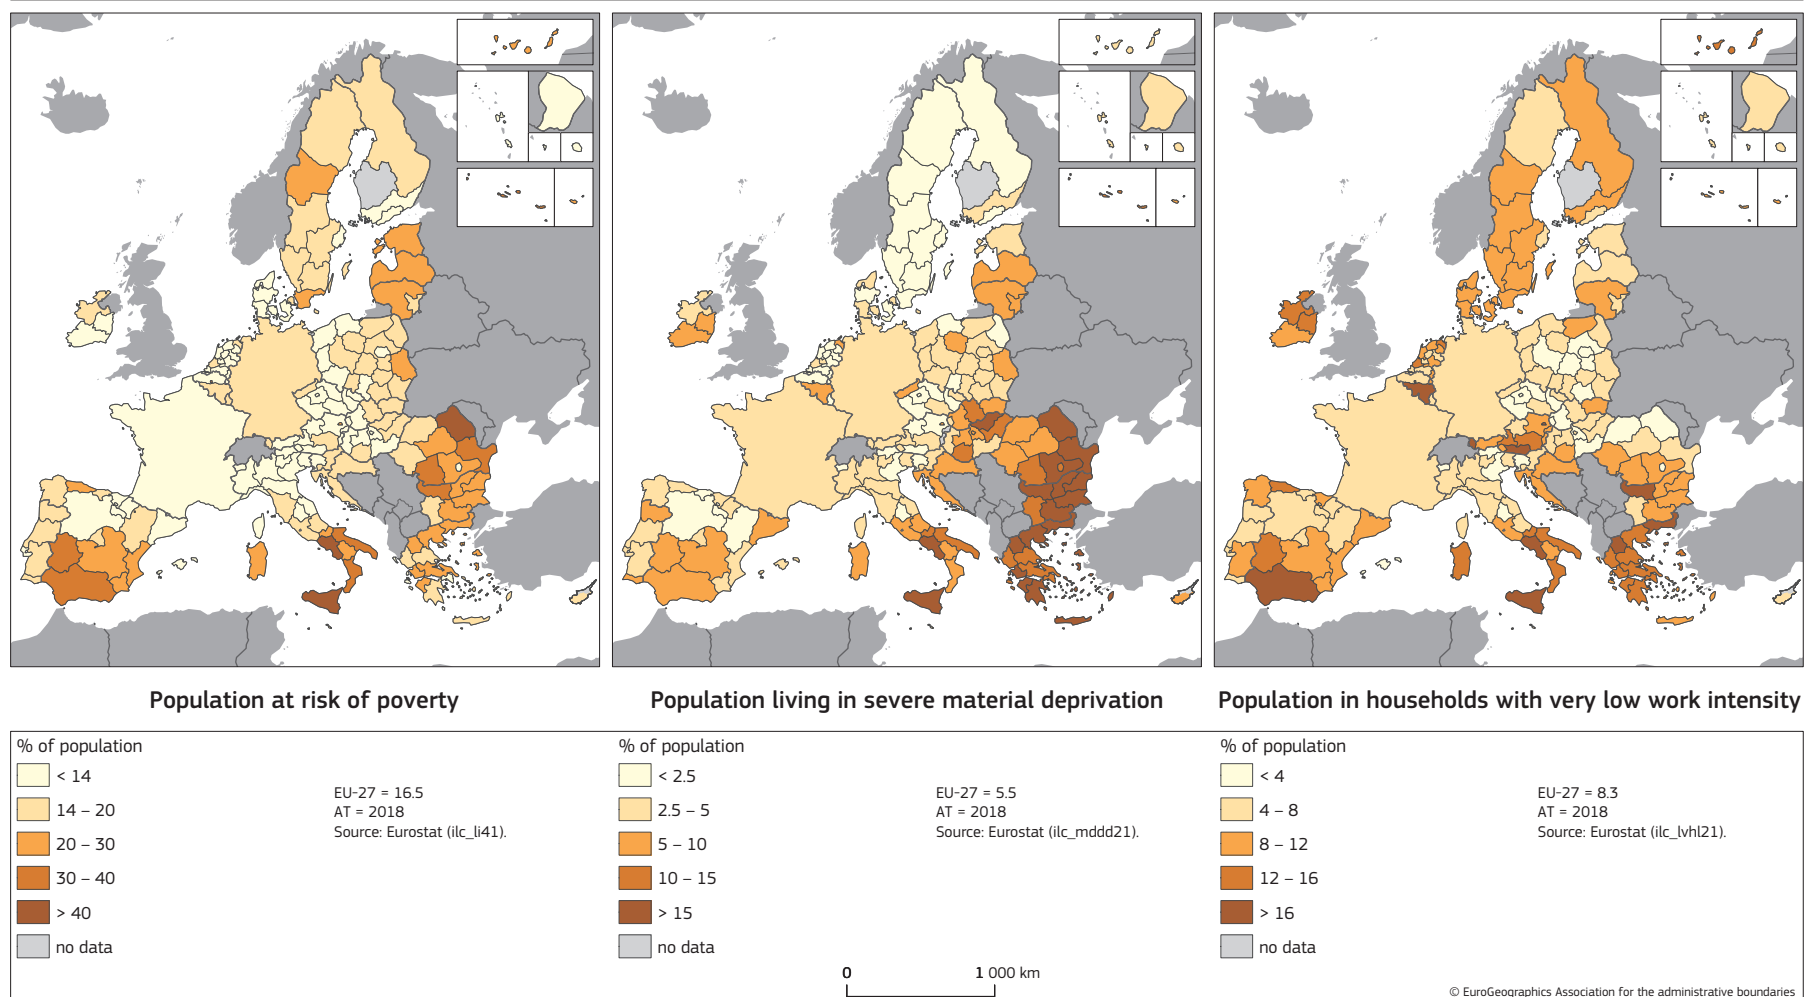 Population at risk of poverty
Population living in severe material deprivation
Population in households with very low work intensity
% of population
< 14
14 – 20
20 – 30
30 – 40
> 40
no data
EU-27 = 16.5
AT = 2018
Source: Eurostat (ilc_li41).
% of population
< 2.5
2.5 – 5
5 – 10
10 – 15
> 15
no data
EU-27 = 5.5
AT = 2018
Source: Eurostat (ilc_mddd21).
% of population
< 4
4 – 8
8 – 12
12 – 16
> 16
no data
EU-27 = 8.3
AT = 2018
Source: Eurostat (ilc_lvhl21).
0 1 000 km
© EuroGeographics Association for the administrative boundaries